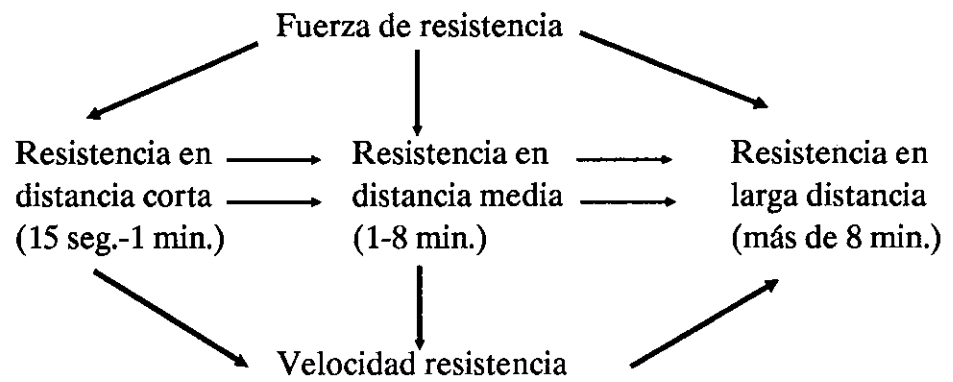 Fuerza de resistencia
Resistencia en
distancia corta
(15 seg.-1 min.)
Resistencia en
distancia media
(1-8 min.)
Resistencia en
larga distancia
(más de 8 min.)
Velocidad resistencia